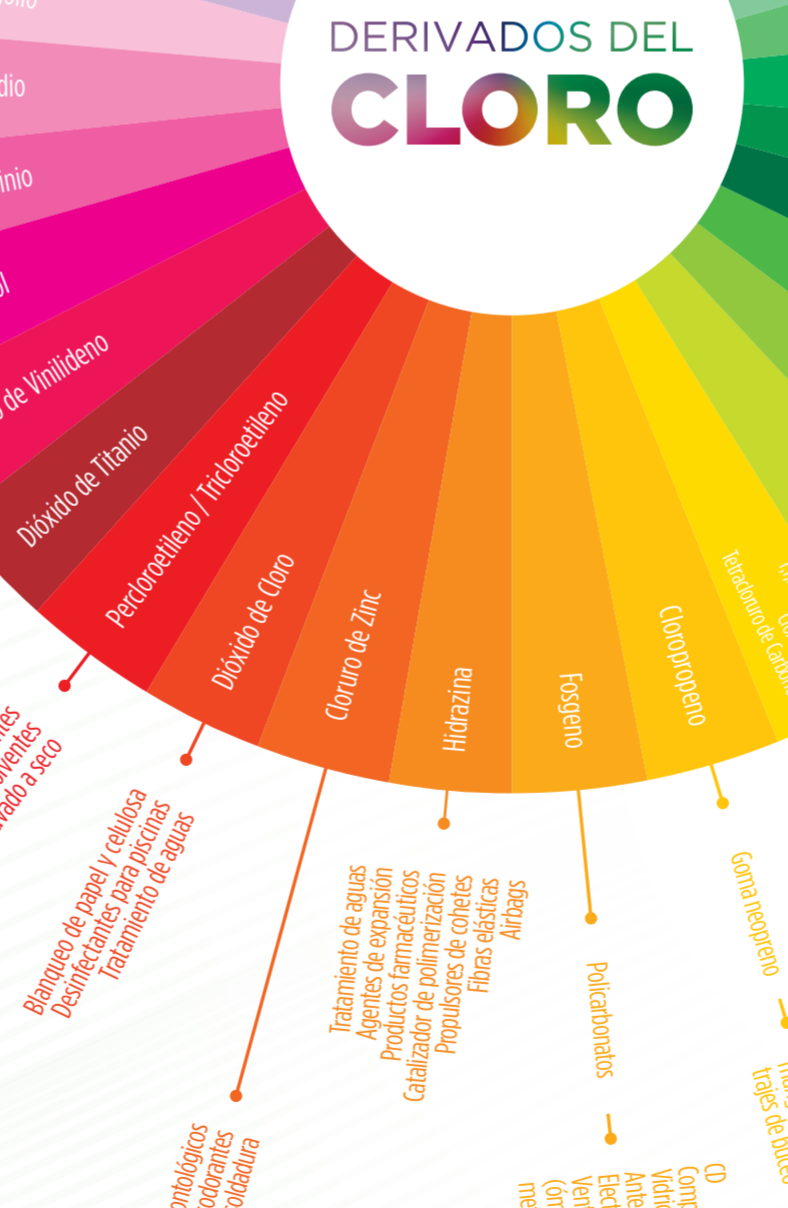 DERIVADOS DEL
CLORO
de Vinilideno
Dióxido de Titanio
Percloroetileno / Tricloroetileno
Dióxido de Cloro
Cloruro de Zinc
Hidrazina
Fosgeno
Cloropropeno
Tetracloruro de
a seco
Blanqueo de papel y celulosa
Desinfectantes para piscinas
Tratamiento de aguas
Tratamiento de aguas
Agentes de expansión
Productos farmacéuticos
Catalizador de polimerización
Propulsores de cohetes
Fibras elásticas
Airbags
Policarbonatos
Goma neopreno
trajes de buceo
CD